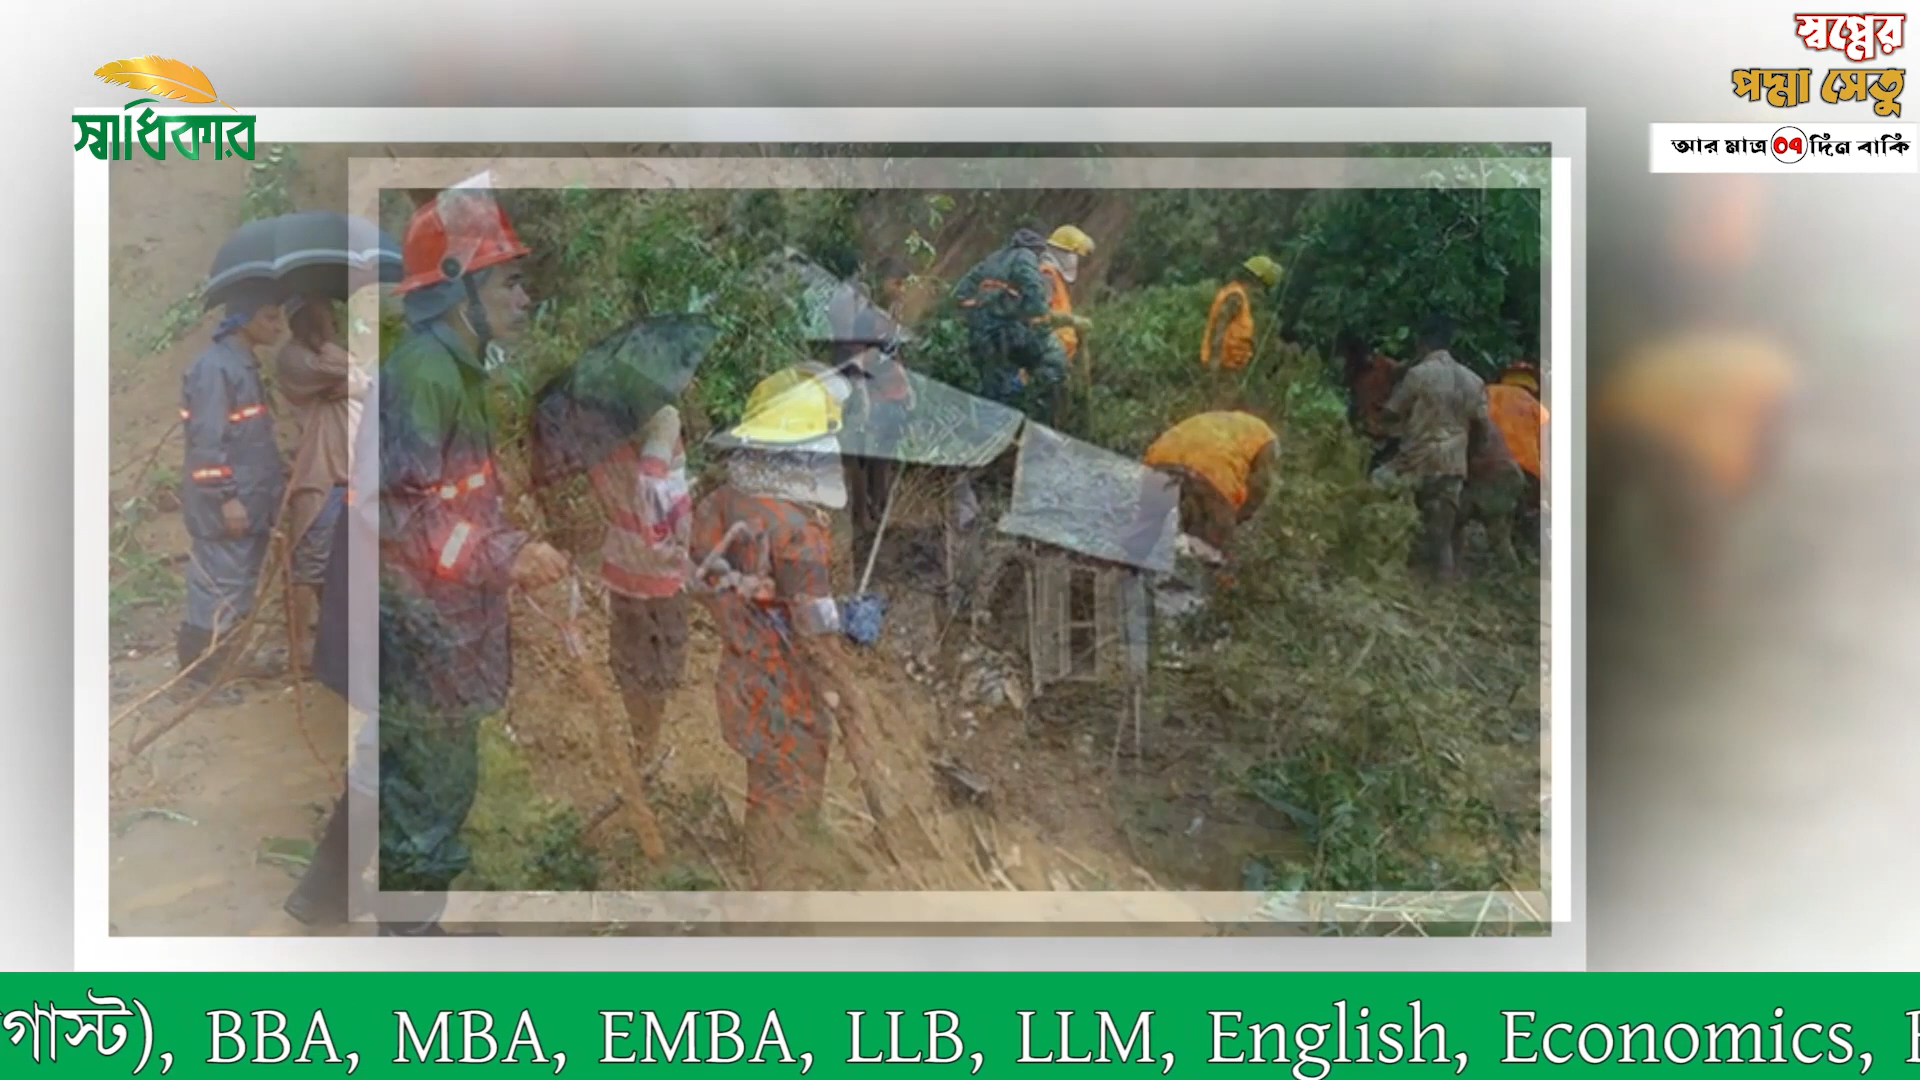 স্বাধিকার
স্বপ্নের
পদ্মা সেতু
আর মাত্র ০৭ দিন বাকি
গাস্ট), BBA, MBA, EMBA, LLB, LLM, English, Economics,